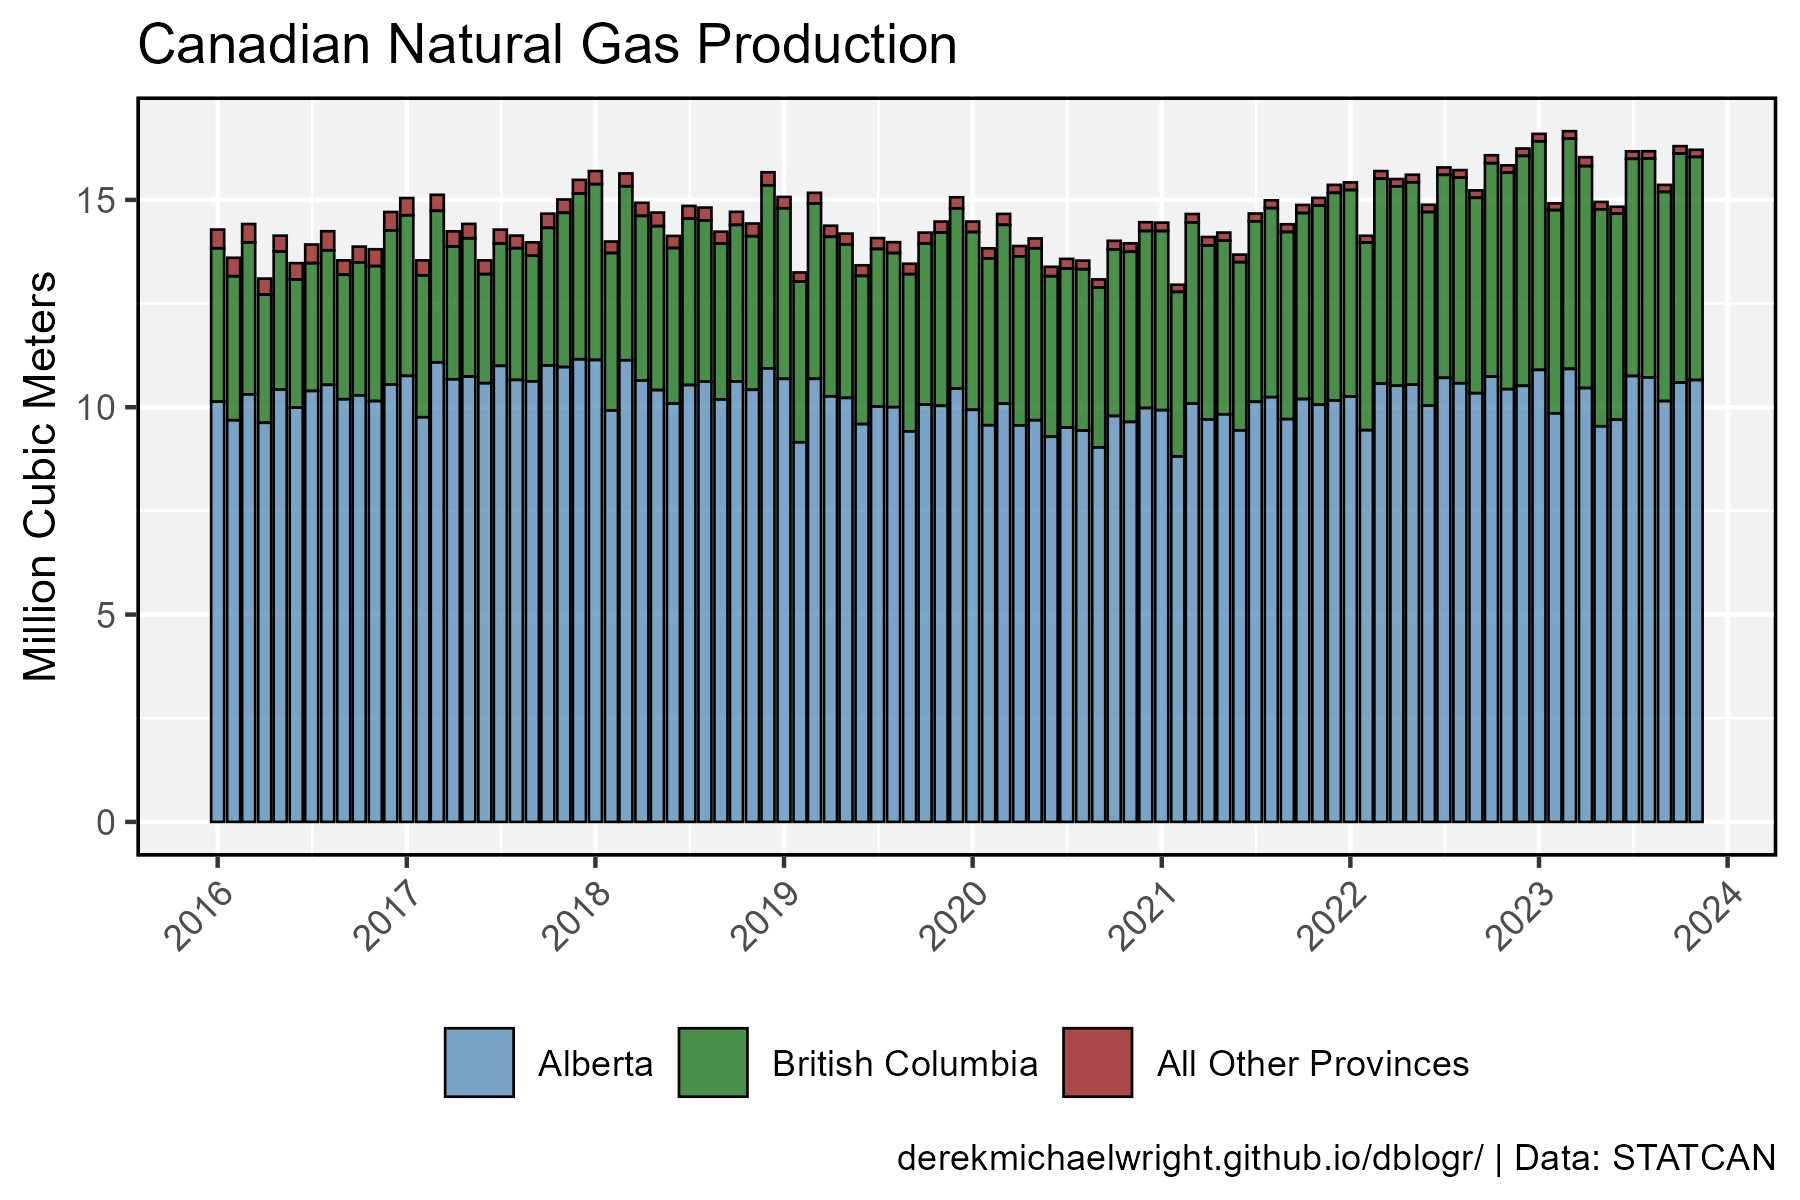 Canadian Natural Gas Production
Million Cubic Meters
15
10
5
0
2016
2017
2018
2019
2020
2021
2022
2023
2024
Alberta
British Columbia
All Other Provinces
derekmichaelwright.github.io/dblogr/ | Data: STATCAN